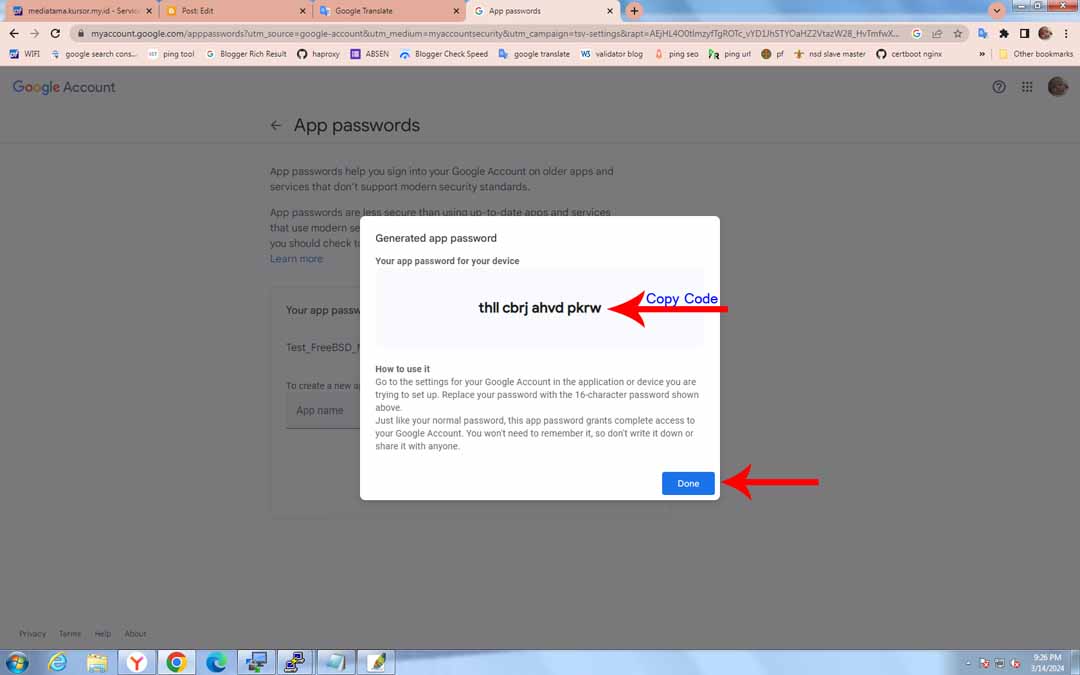 mediatama.kursor.my.id - Servic
Post: Edit
Google Translate
App passwords
myaccount.google.com/apppasswords?utm_source=google-account&utm_medium=myaccountsecurity&utm_campaign=tsv-settings&rapt=
WIFI
google search cons...
ping tool
Blogger Rich Result
haproxy
ABSEN
Blogger Check Speed
google translate
validator blog
ping seo
ping url
pf
nsd slave master
certboot nginx
»
Other bookmarks
Google Account
App passwords
App passwords help you sign into your Google Account on older apps and
services that don't support modern security standards.
App passwords are less secure than using up-to-date apps and services
that use modern se
you should check to
Learn more
Generated app password
Your app password for your device
thll cbrj ahvd pkrw
Copy Code
Your app passw
Test_FreeBSD_
To create a new ap
App name
How to use it
Go to the settings for your Google Account in the application or device you are
trying to set up. Replace your password with the 16-character password shown
above.
Just like your normal password, this app password grants complete access to
your Google Account. You won't need to remember it, so don't write it down or
share it with anyone.
Done
Privacy
Terms
Help
About
9:26 PM
3/14/2024